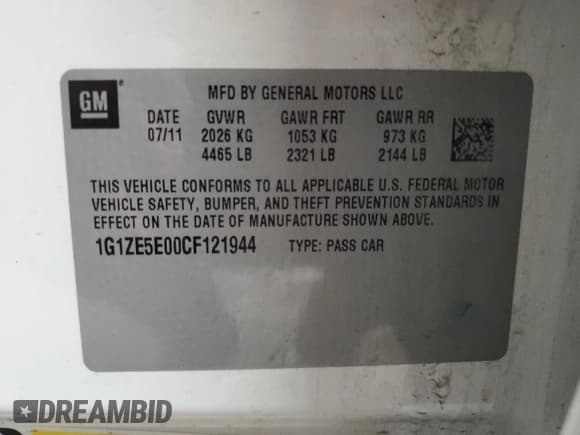 GM
MFD BY GENERAL MOTORS LLC
DATE GVWR GAWR FRT GAWR RR
07/11 2026 KG 1053 KG 973 KG
4465 LB 2321 LB 2144 LB
THIS VEHICLE CONFORMS TO ALL APPLICABLE U.S. FEDERAL MOTOR
VEHICLE SAFETY, BUMPER, AND THEFT PREVENTION STANDARDS IN
EFFECT ON THE DATE OF MANUFACTURE SHOWN ABOVE.
1G1ZE5E00CF121944 TYPE: PASS CAR
DREAMBID